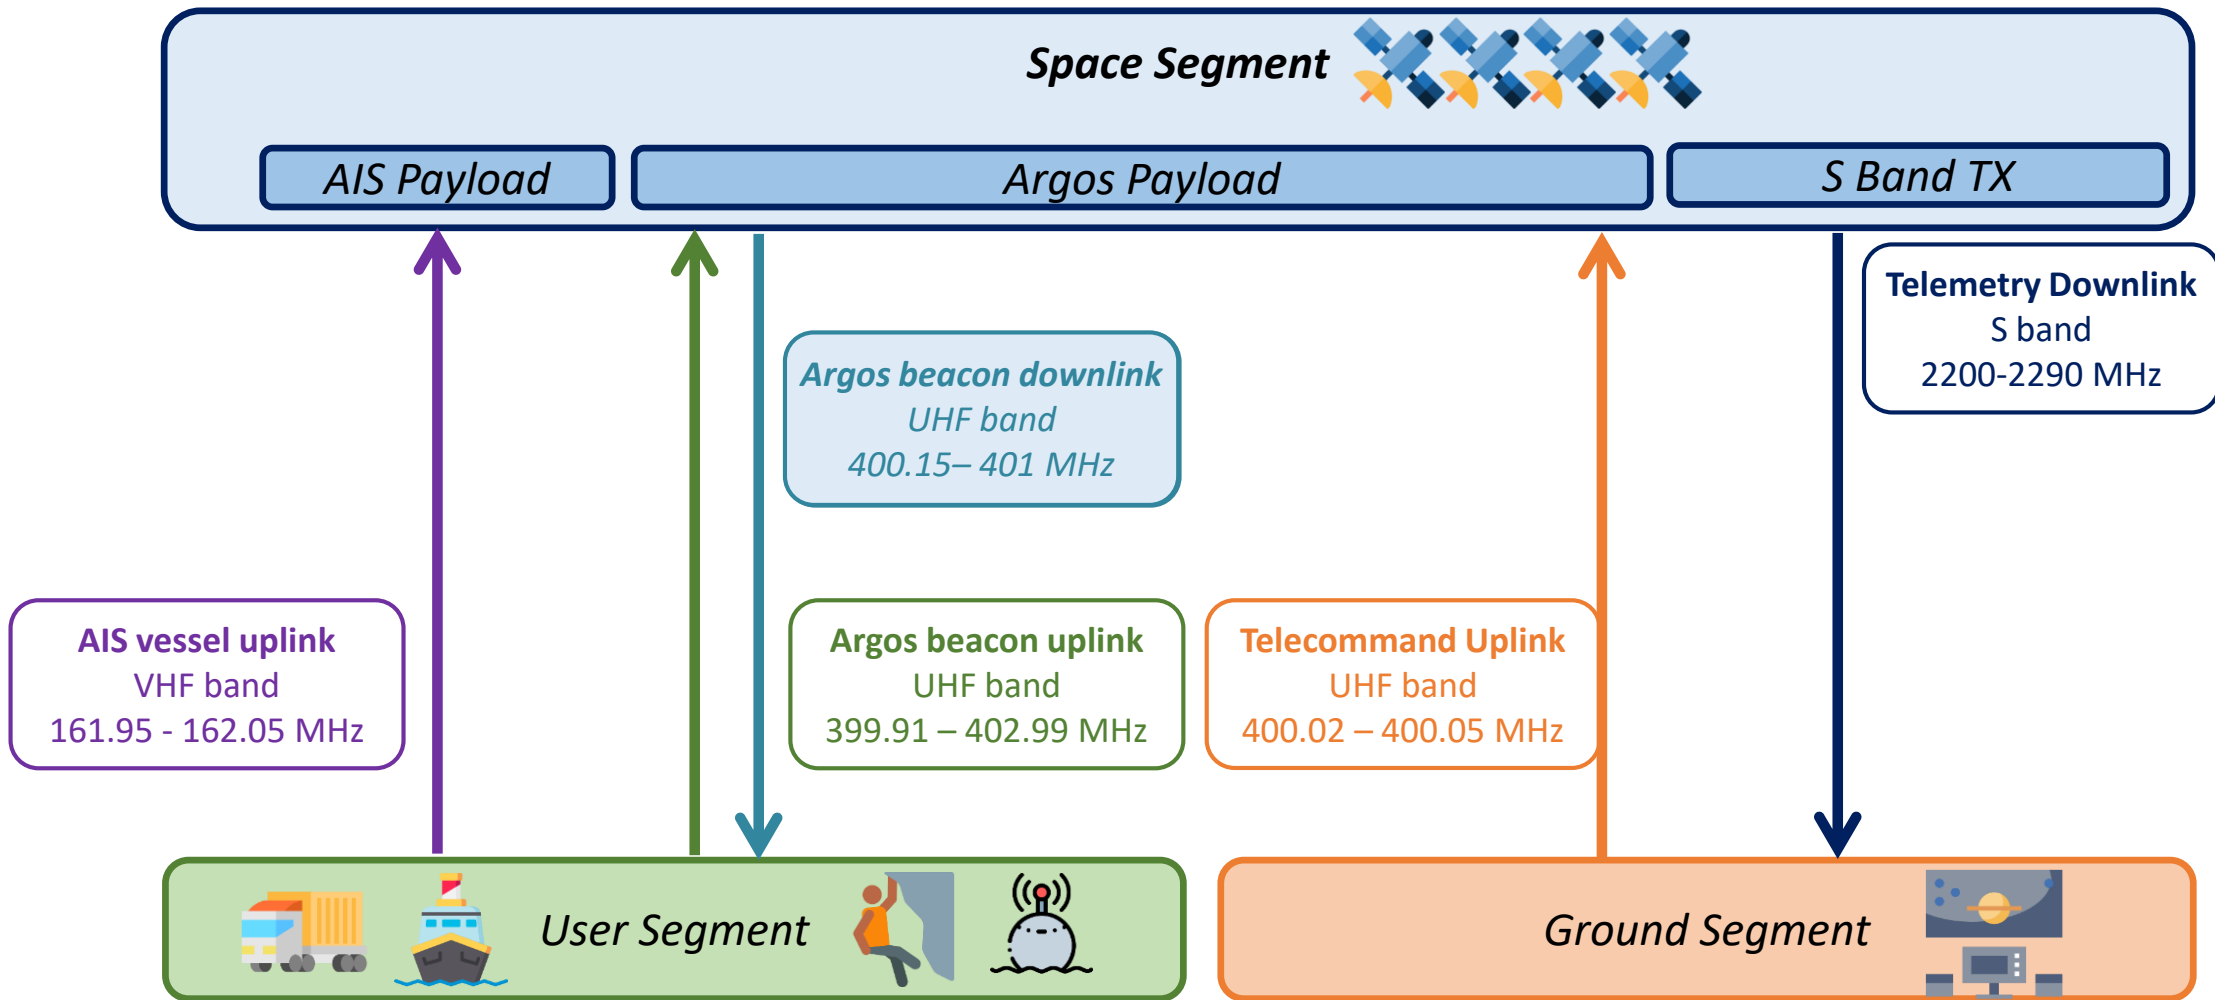 Space Segment
AIS Payload
Argos Payload
S Band TX
Telemetry Downlink
S band
2200-2290 MHz
Argos beacon downlink
UHF band
400.15– 401 MHz
AIS vessel uplink
VHF band
161.95 - 162.05 MHz
Argos beacon uplink
UHF band
399.91 – 402.99 MHz
Telecommand Uplink
UHF band
400.02 – 400.05 MHz
User Segment
Ground Segment